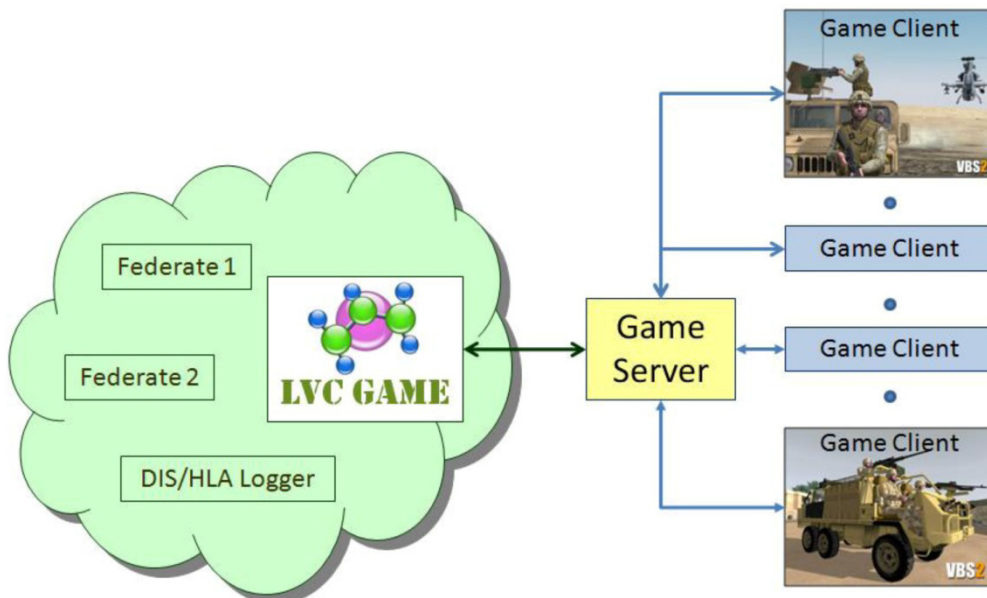 Federate 1
Federate 2
DIS/HLA Logger
LVC GAME
Game
Server
Game Client
VBS2
Game Client
Game Client
Game Client
VBS2